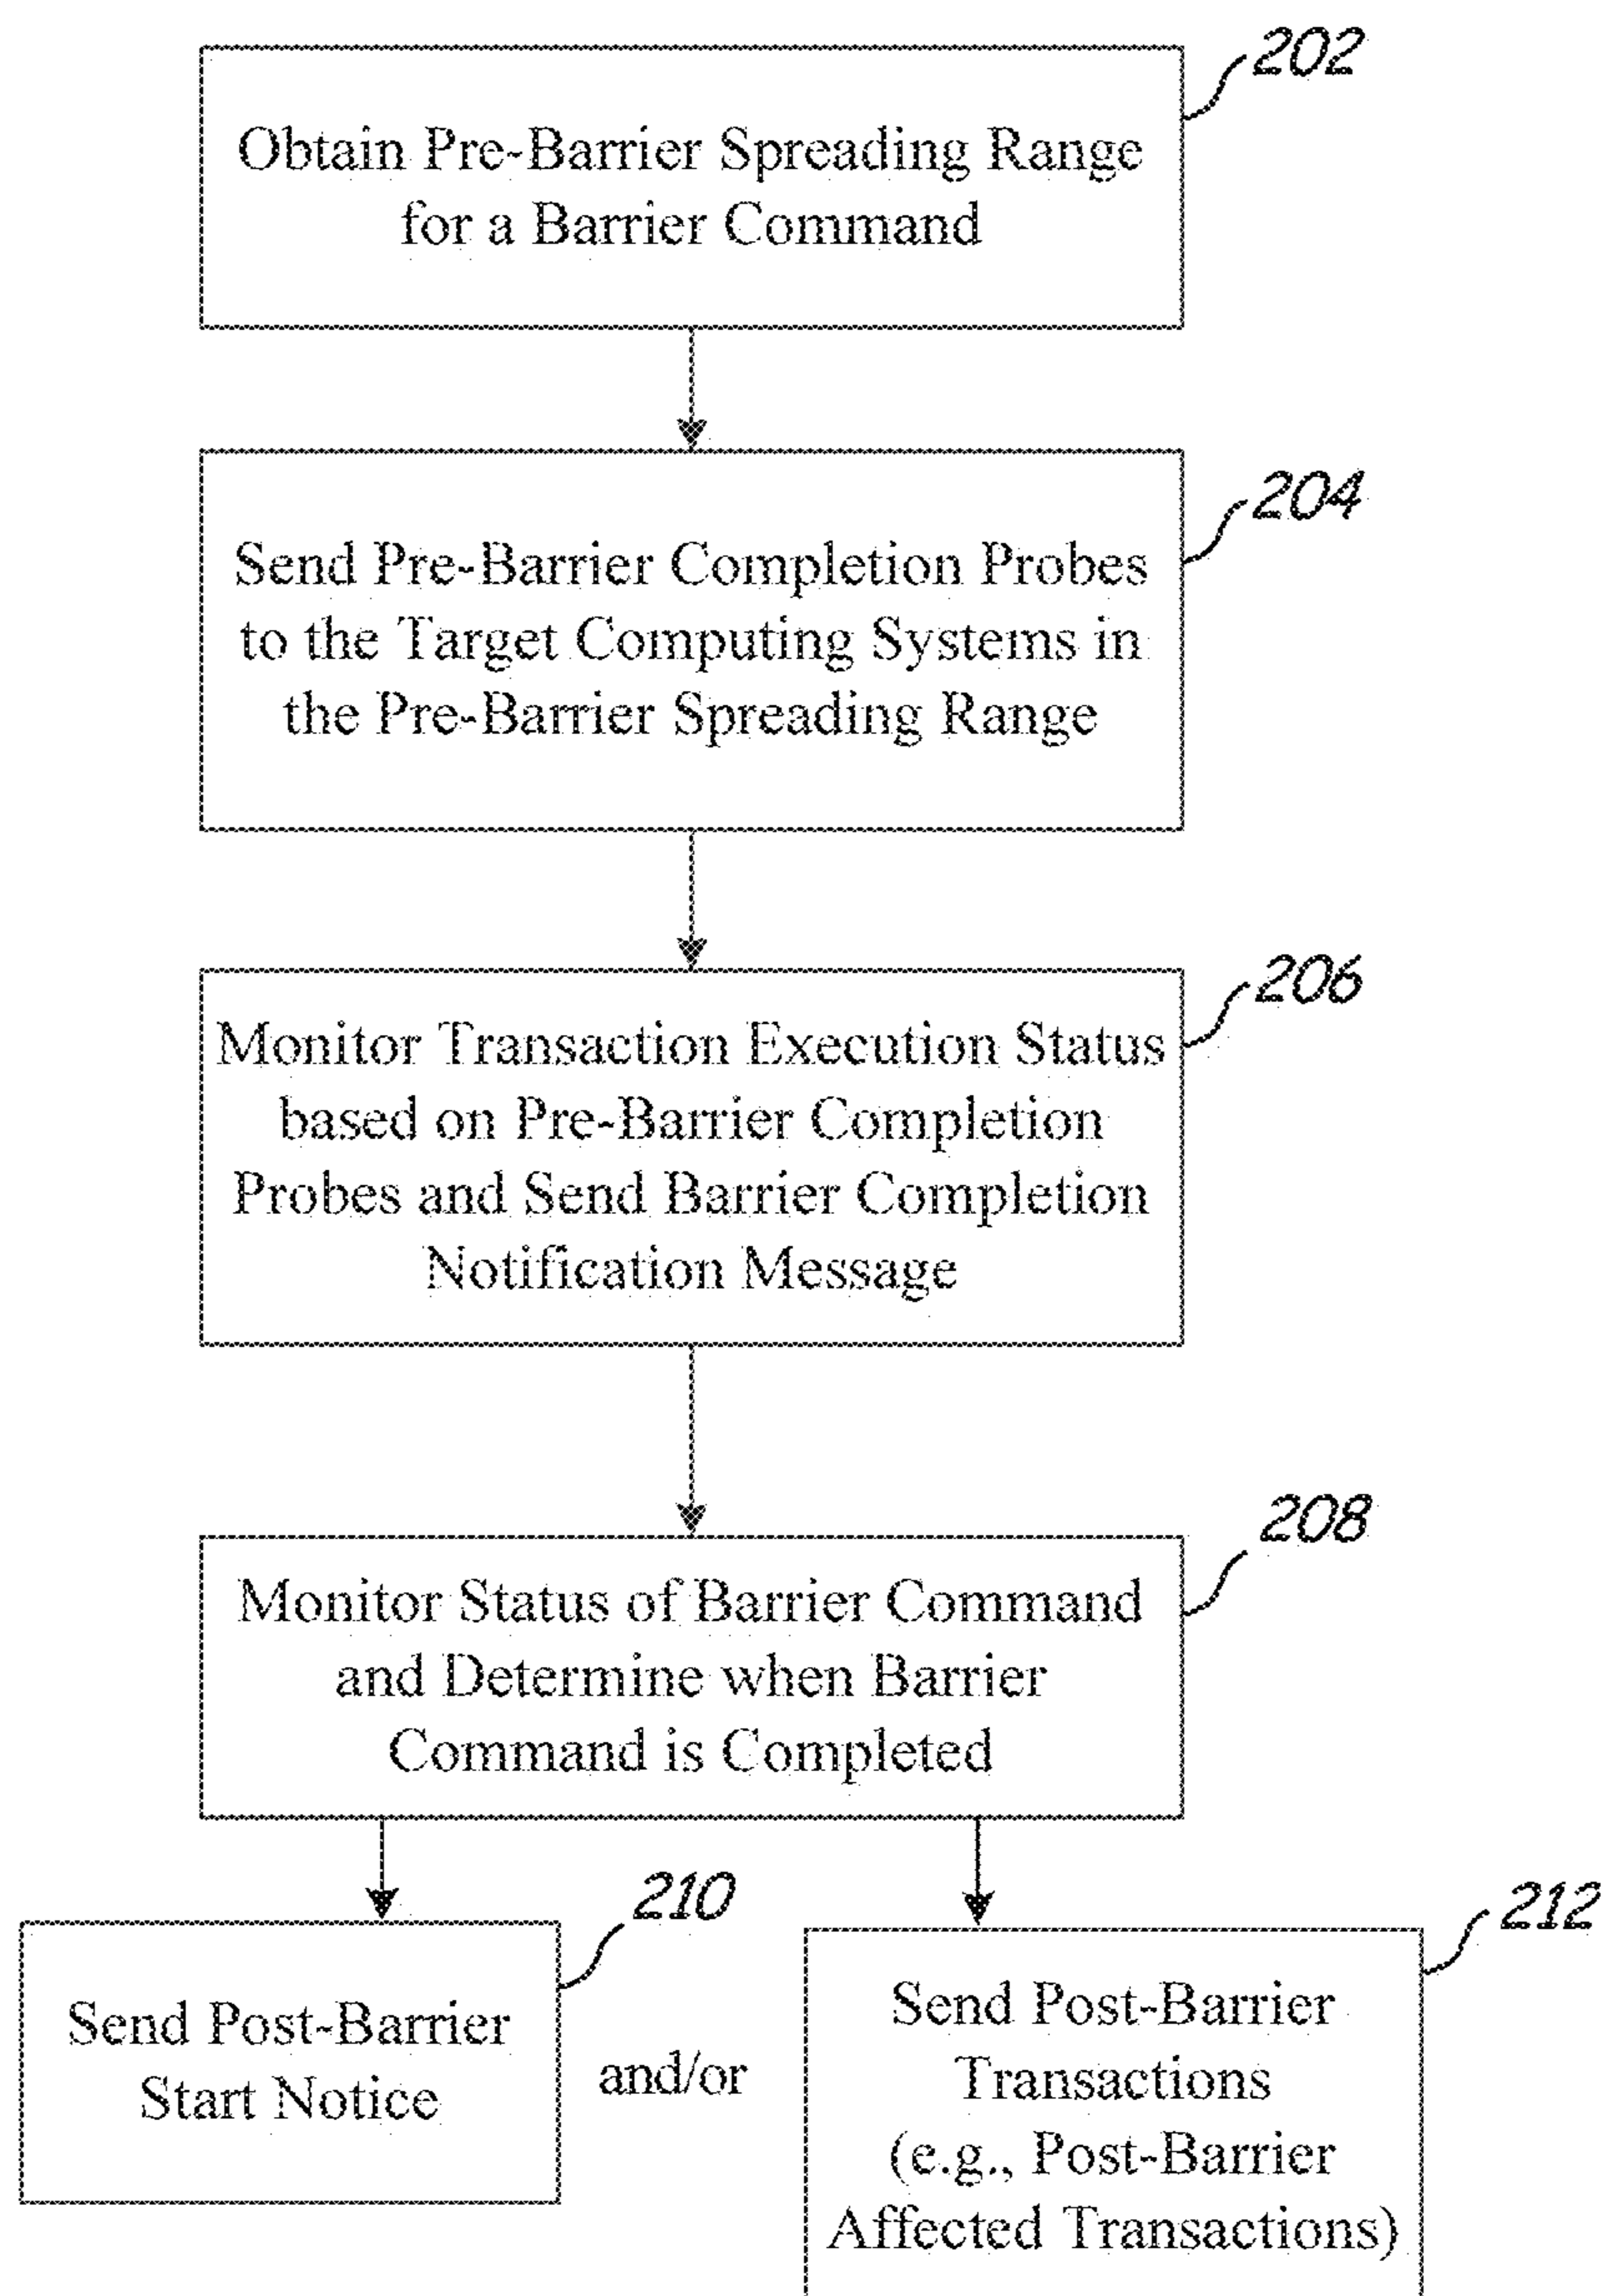 202
Obtain Pre-Barrier Spreading Range
for a Barrier Command
204
Send Pre-Barrier Completion Probes
to the Target Computing Systems in
the Pre-Barrier Spreading Range
206
Monitor Transaction Execution Status
based on Pre-Barrier Completion
Probes and Send Barrier Completion
Notification Message
208
Monitor Status of Barrier Command
and Determine when Barrier
Command is Completed
210
Send Post-Barrier
Start Notice
and/or
212
Send Post-Barrier
Transactions
(e.g., Post-Barrier
Affected Transactions)